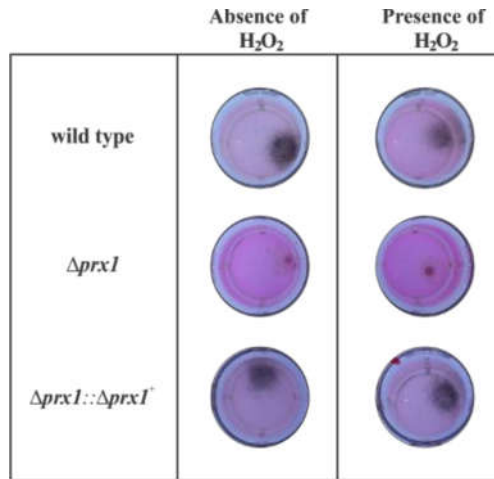 Absence of
H₂O₂
Presence of
H₂O₂
wild type
Δprx1
Δprx1::Δprx1⁺